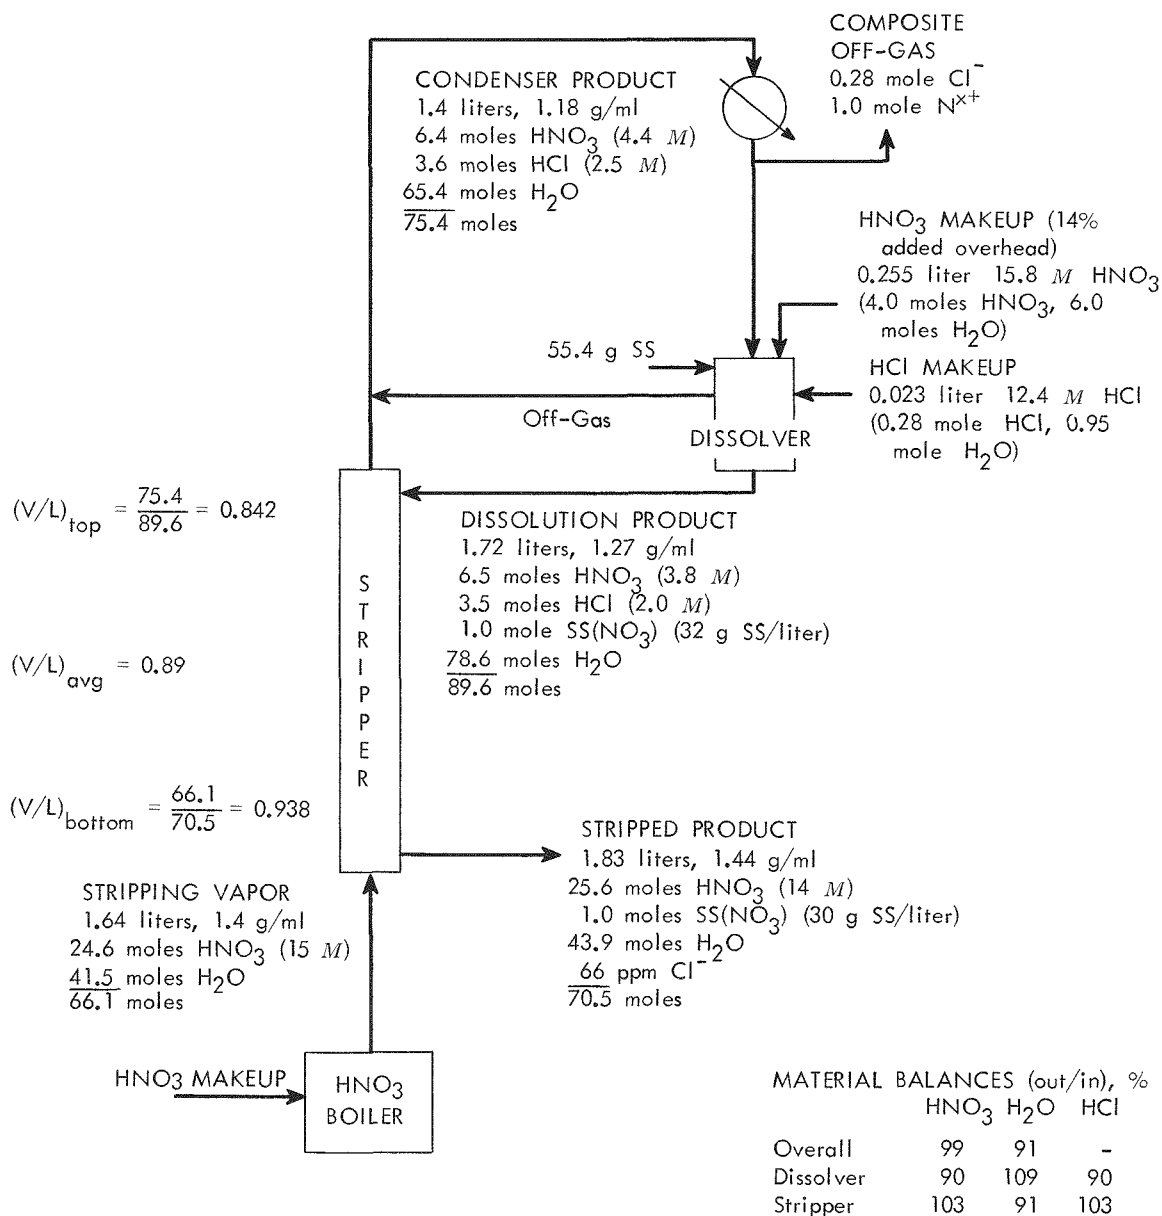 COMPOSITE
OFF-GAS
0.28 mole Cl⁻
1.0 mole Nˣ⁺
CONDENSER PRODUCT
1.4 liters, 1.18 g/ml
6.4 moles HNO₃ (4.4 M)
3.6 moles HCl (2.5 M)
65.4 moles H₂O
75.4 moles
HNO₃ MAKEUP (14%
added overhead)
0.255 liter 15.8 M HNO₃
(4.0 moles HNO₃, 6.0
moles H₂O)
55.4 g SS
HCl MAKEUP
0.023 liter 12.4 M HCl
(0.28 mole HCl, 0.95
mole H₂O)
Off-Gas
DISSOLVER
(V/L)top = 75.4/89.6 = 0.842
DISSOLUTION PRODUCT
1.72 liters, 1.27 g/ml
6.5 moles HNO₃ (3.8 M)
3.5 moles HCl (2.0 M)
1.0 mole SS(NO₃) (32 g SS/liter)
78.6 moles H₂O
89.6 moles
STRIPPER
(V/L)avg = 0.89
(V/L)bottom = 66.1/70.5 = 0.938
STRIPPED PRODUCT
1.83 liters, 1.44 g/ml
25.6 moles HNO₃ (14 M)
1.0 moles SS(NO₃) (30 g SS/liter)
43.9 moles H₂O
66 ppm Cl⁻
70.5 moles
STRIPPING VAPOR
1.64 liters, 1.4 g/ml
24.6 moles HNO₃ (15 M)
41.5 moles H₂O
66.1 moles
HNO₃ MAKEUP
HNO₃
BOILER
MATERIAL BALANCES (out/in), %
HNO₃ H₂O HCl
Overall 99 91 -
Dissolver 90 109 90
Stripper 103 91 103